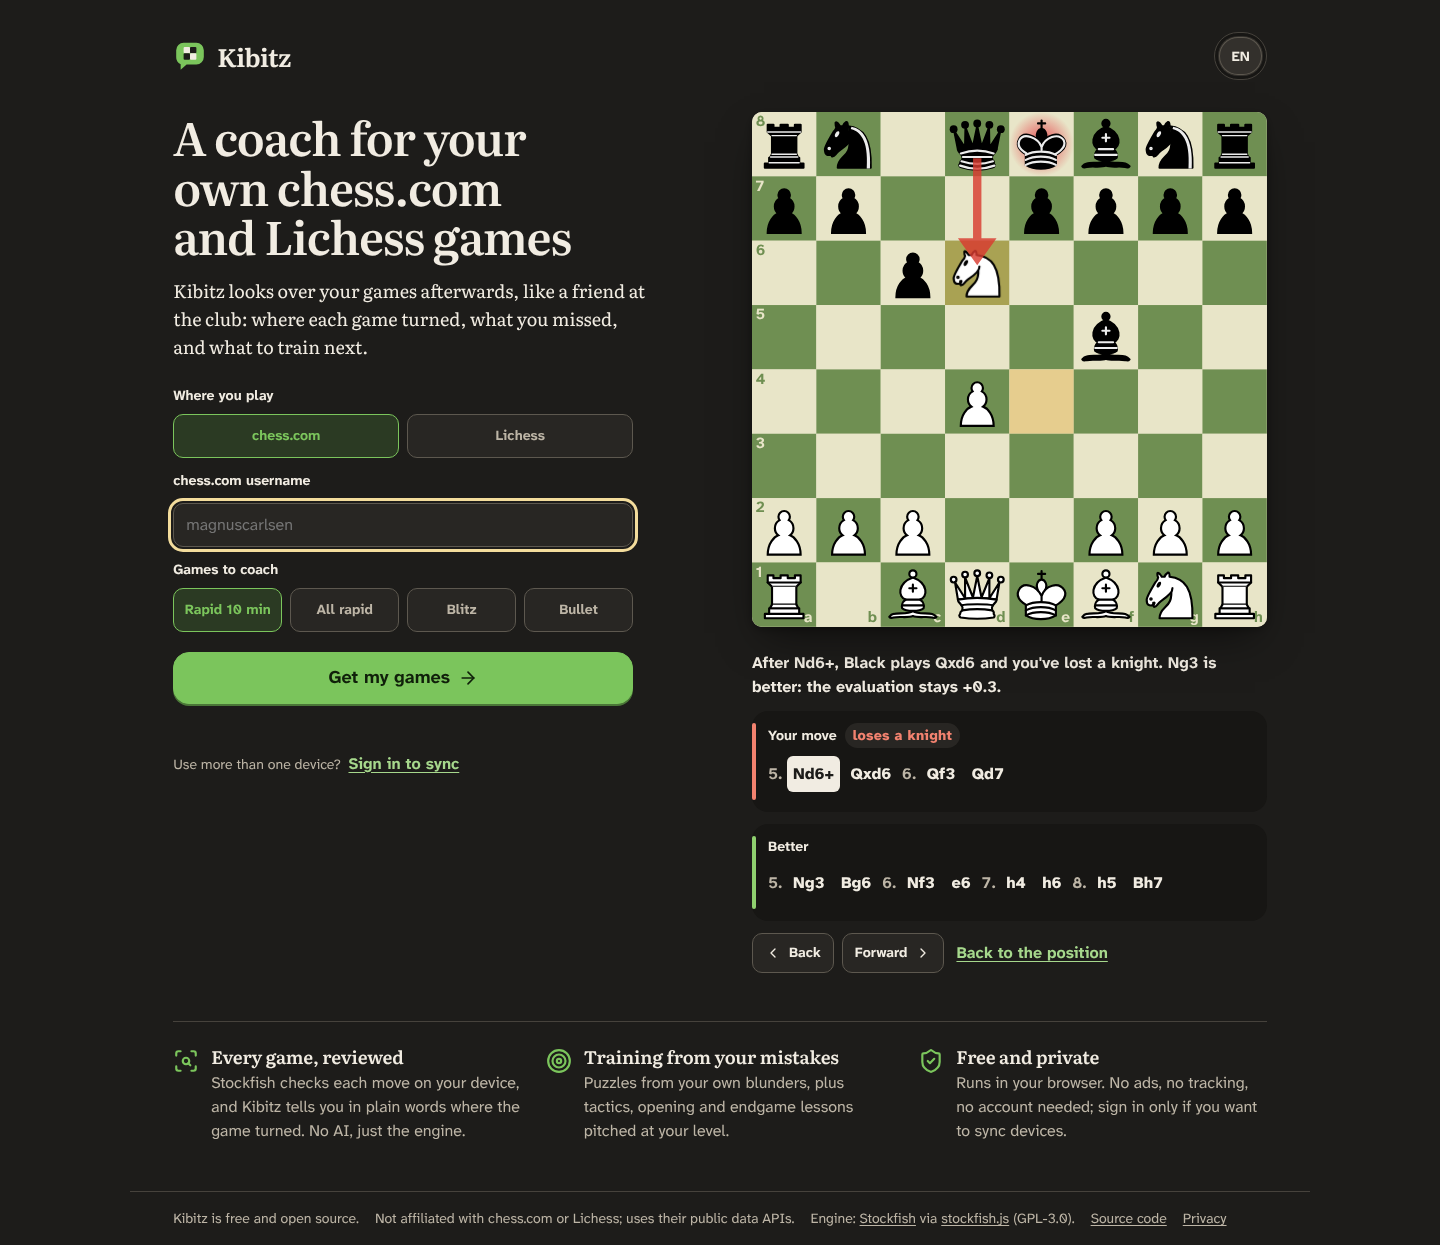 Kibitz
EN
A coach for your
own chess.com
and Lichess games
Kibitz looks over your games afterwards, like a friend at
the club: where each game turned, what you missed,
and what to train next.
Where you play
chess.com
Lichess
chess.com username
magnuscarlsen
Games to coach
Rapid 10 min
All rapid
Blitz
Bullet
Get my games
Use more than one device? Sign in to sync
8
7
6
5
4
3
2
1
a b c d e f g h
After Nd6+, Black plays Qxd6 and you've lost a knight. Ng3 is
better: the evaluation stays +0.3.
Your move loses a knight
5. Nd6+ Qxd6 6. Qf3 Qd7
Better
5. Ng3 Bg6 6. Nf3 e6 7. h4 h6 8. h5 Bh7
Back
Forward
Back to the position
Every game, reviewed
Stockfish checks each move on your device,
and Kibitz tells you in plain words where the
game turned. No AI, just the engine.
Training from your mistakes
Puzzles from your own blunders, plus
tactics, opening and endgame lessons
pitched at your level.
Free and private
Runs in your browser. No ads, no tracking,
no account needed; sign in only if you want
to sync devices.
Kibitz is free and open source. Not affiliated with chess.com or Lichess; uses their public data APIs. Engine: Stockfish via stockfish.js (GPL-3.0). Source code Privacy